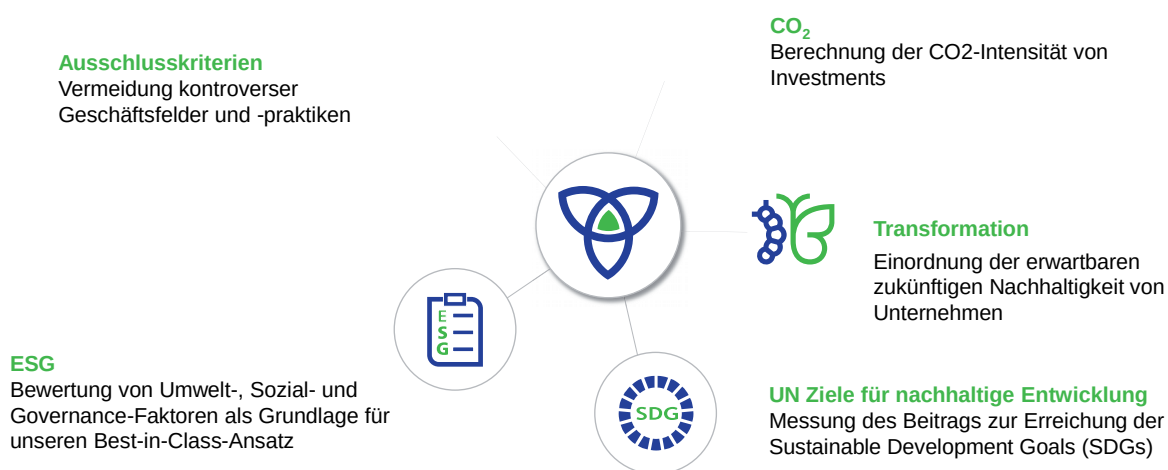 Ausschlusskriterien
Vermeidung kontroverser
Geschäftsfelder und -praktiken
CO₂
Berechnung der CO2-Intensität von
Investments
Transformation
Einordnung der erwartbaren
zukünftigen Nachhaltigkeit von
Unternehmen
E
S
G
ESG
Bewertung von Umwelt-, Sozial- und
Governance-Faktoren als Grundlage für
unseren Best-in-Class-Ansatz
SDG
UN Ziele für nachhaltige Entwicklung
Messung des Beitrags zur Erreichung der
Sustainable Development Goals (SDGs)